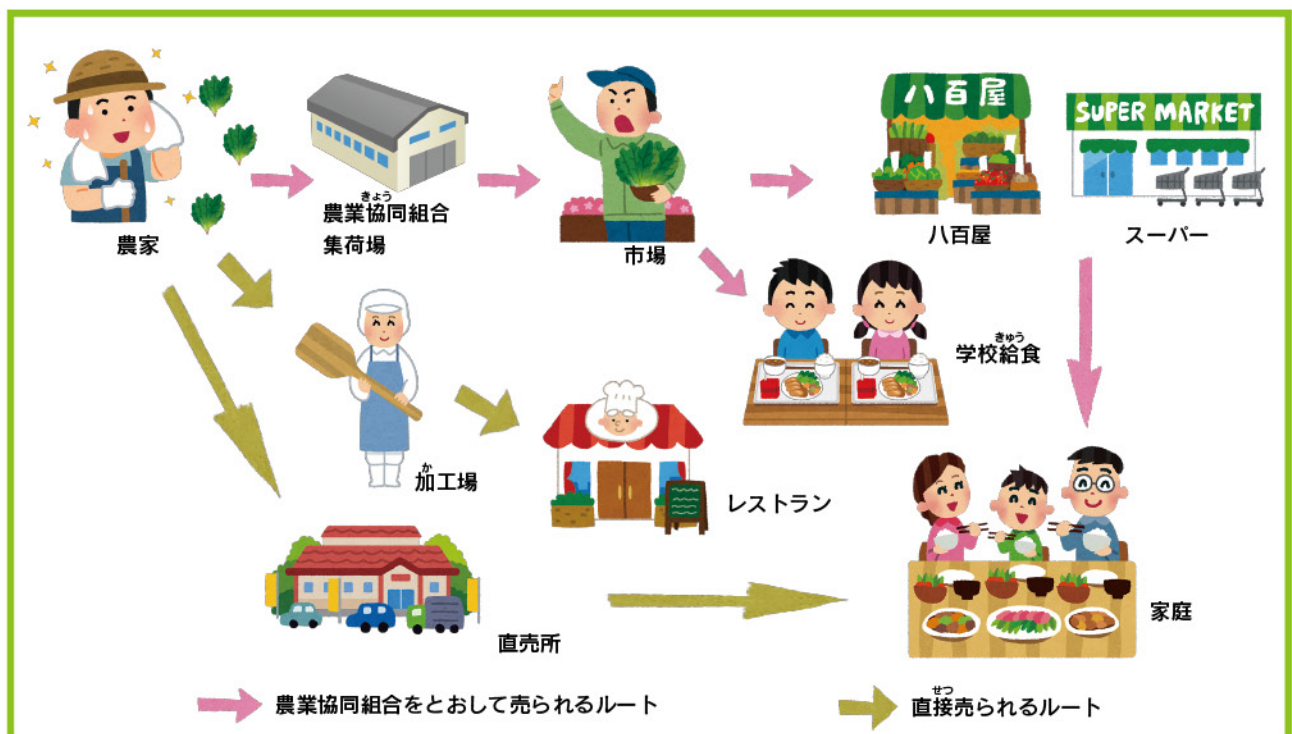 八百屋
SUPER MARKET
農家
農業協同組合
きょう
集荷場
市場
八百屋
スーパー
学校給食
きゅう
加工場
か
レストラン
直売所
家庭
農業協同組合をとおして売られるルート
直接売られるルート
せつ